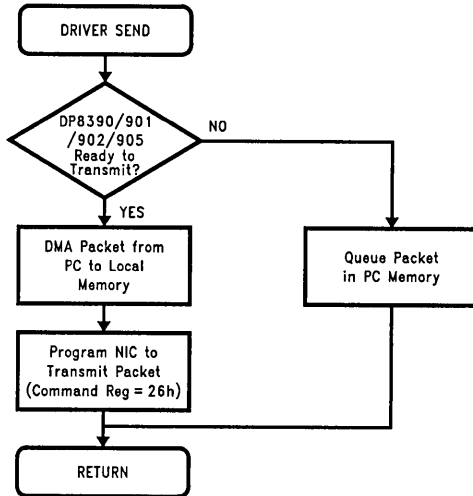 DRIVER SEND
DP8390/901
/902/905
Ready to
Transmit?
NO
YES
DMA Packet from
PC to Local
Memory
Queue Packet
in PC Memory
Program NIC to
Transmit Packet
(Command Reg = 26h)
RETURN